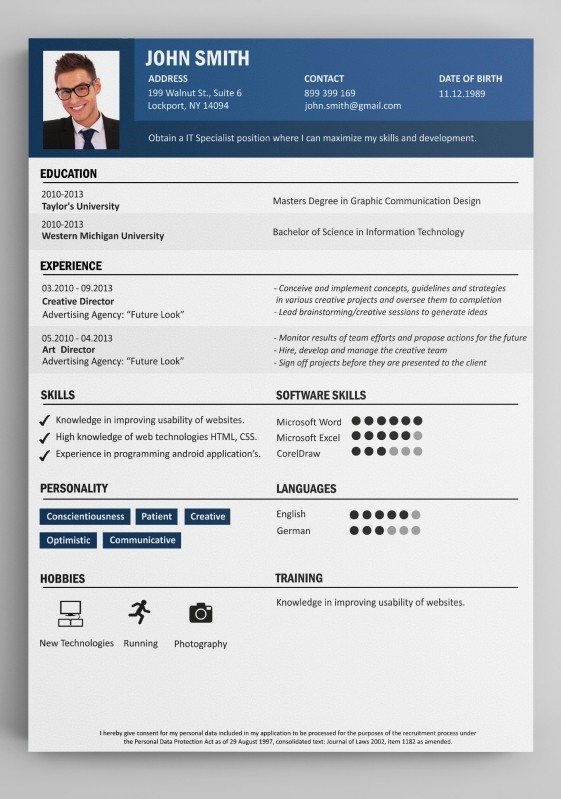 JOHN SMITH
ADDRESS
199 Walnut St., Suite 6
Lockport, NY 14094
CONTACT
899 399 169
john.smith@gmail.com
DATE OF BIRTH
11.12.1989
Obtain a IT Specialist position where I can maximize my skills and development.
EDUCATION
2010-2013
Taylor's University
Masters Degree in Graphic Communication Design
2010-2013
Western Michigan University
Bachelor of Science in Information Technology
EXPERIENCE
03.2010 - 09.2013
Creative Director
Advertising Agency: “Future Look”
- Conceive and implement concepts, guidelines and strategies
in various creative projects and oversee them to completion
- Lead brainstorming/creative sessions to generate ideas
05.2010 - 04.2013
Art Director
Advertising Agency: “Future Look”
- Monitor results of team efforts and propose actions for the future
- Hire, develop and manage the creative team
- Sign off projects before they are presented to the client
SKILLS
Knowledge in improving usability of websites.
High knowledge of web technologies HTML, CSS.
Experience in programming android application's.
SOFTWARE SKILLS
Microsoft Word
Microsoft Excel
CorelDraw
PERSONALITY
Conscientiousness Patient Creative
Optimistic Communicative
LANGUAGES
English
German
HOBBIES
New Technologies Running Photography
TRAINING
Knowledge in improving usability of websites.
I hereby give consent for my personal data included in my application to be processed for the purposes of the recruitment process under
the Personal Data Protection Act as of 29 August 1997, consolidated text: Journal of Laws 2002, item 1182 as amended.